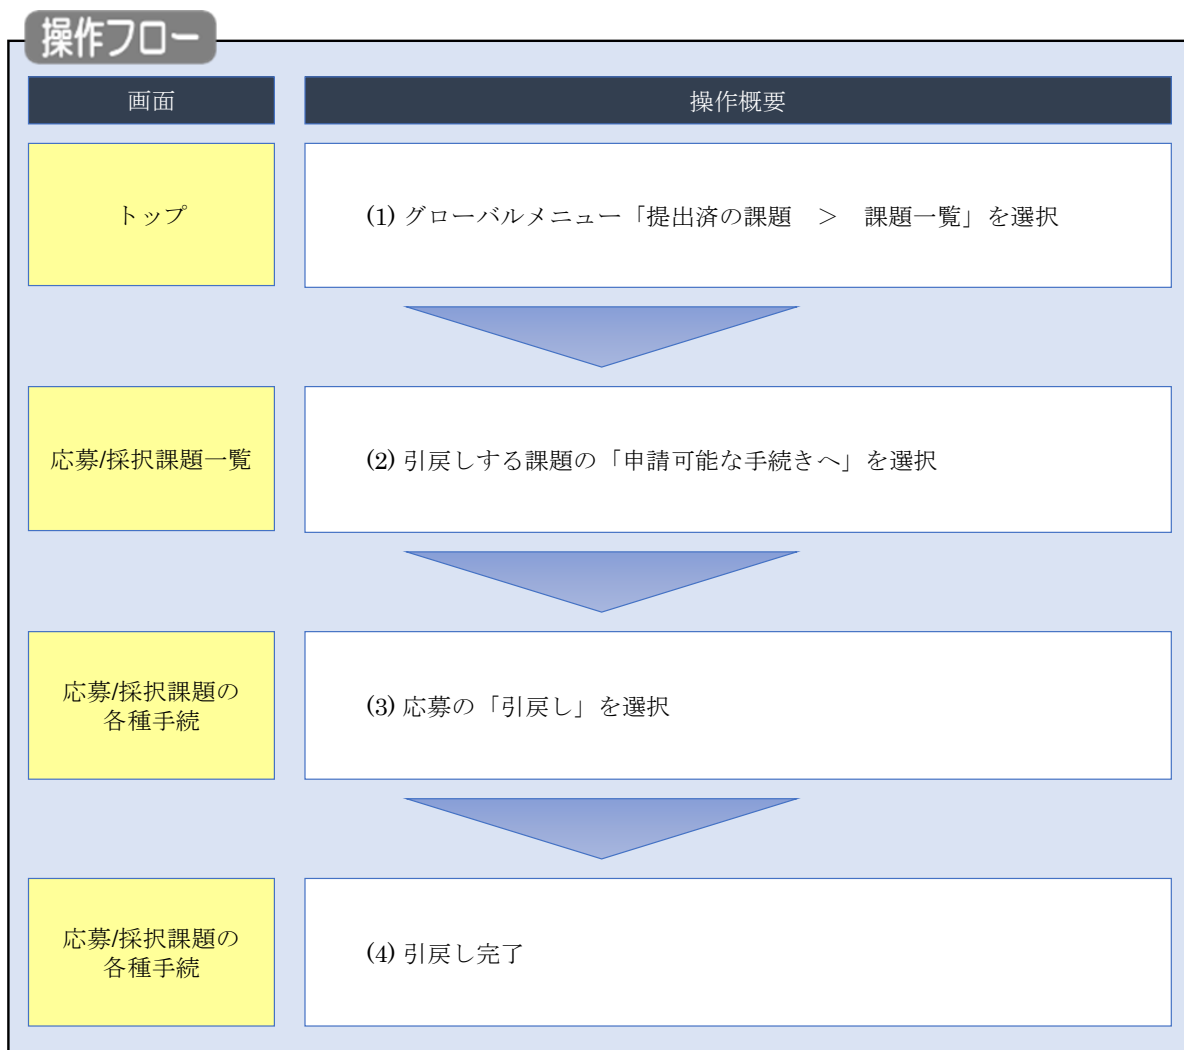 操作フロー
画面
操作概要
トップ
(1) グローバルメニュー「提出済の課題　＞　課題一覧」を選択
応募/採択課題一覧
(2) 引戻しする課題の「申請可能な手続きへ」を選択
応募/採択課題の
各種手続
(3) 応募の「引戻し」を選択
応募/採択課題の
各種手続
(4) 引戻し完了